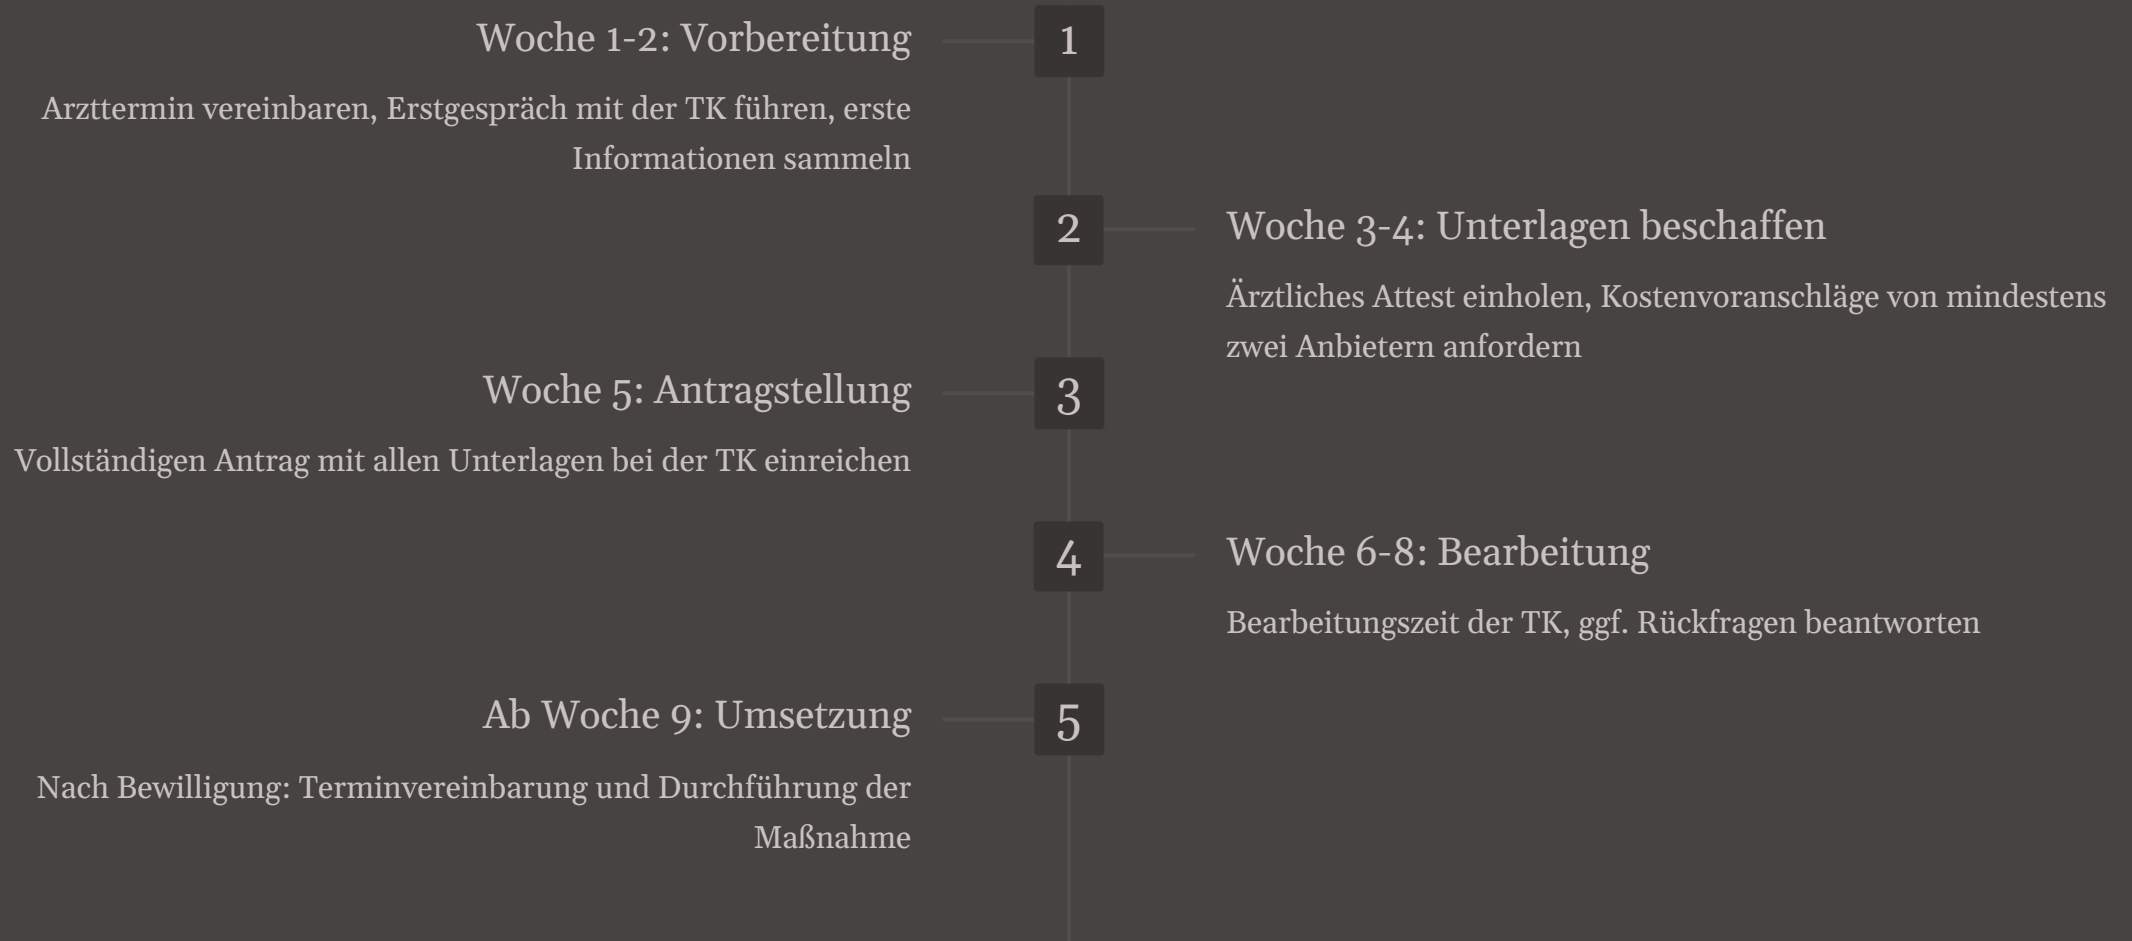 Woche 1-2: Vorbereitung
1
Arzttermin vereinbaren, Erstgespräch mit der TK führen, erste
Informationen sammeln
2
Woche 3-4: Unterlagen beschaffen
Ärztliches Attest einholen, Kostenvoranschläge von mindestens
zwei Anbietern anfordern
Woche 5: Antragstellung
3
Vollständigen Antrag mit allen Unterlagen bei der TK einreichen
4
Woche 6-8: Bearbeitung
Bearbeitungszeit der TK, ggf. Rückfragen beantworten
Ab Woche 9: Umsetzung
5
Nach Bewilligung: Terminvereinbarung und Durchführung der
Maßnahme